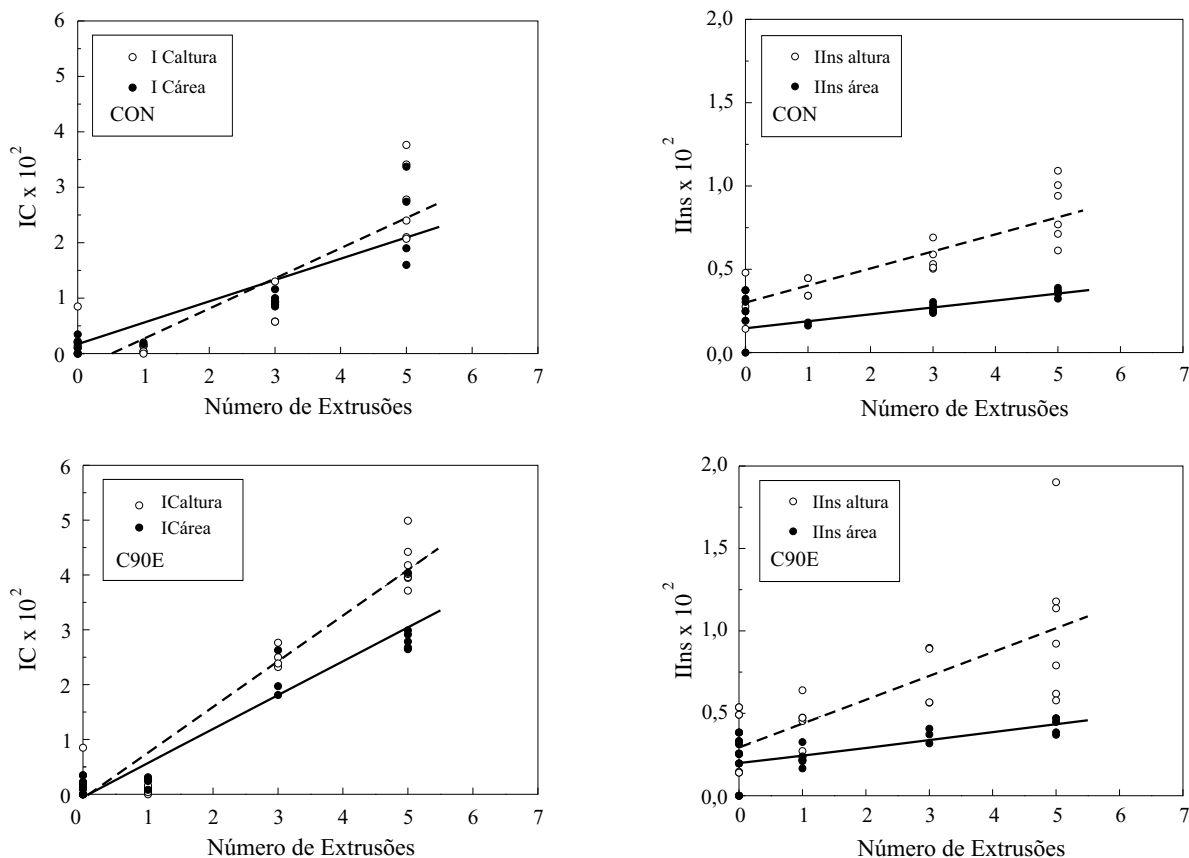 6
5
4
3
2
1
0
IC x 10²
I Caltura
I Cárea
CON
0 1 2 3 4 5 6 7
Número de Extrusões
2,0
1,5
1,0
0,5
0,0
IIns x 10²
IIns altura
IIns área
CON
0 1 2 3 4 5 6 7
Número de Extrusões
6
5
4
3
2
1
0
IC x 10²
ICaltura
ICárea
C90E
0 1 2 3 4 5 6 7
Número de Extrusões
2,0
1,5
1,0
0,5
0,0
IIns x 10²
IIns altura
IIns área
C90E
0 1 2 3 4 5 6 7
Número de Extrusões